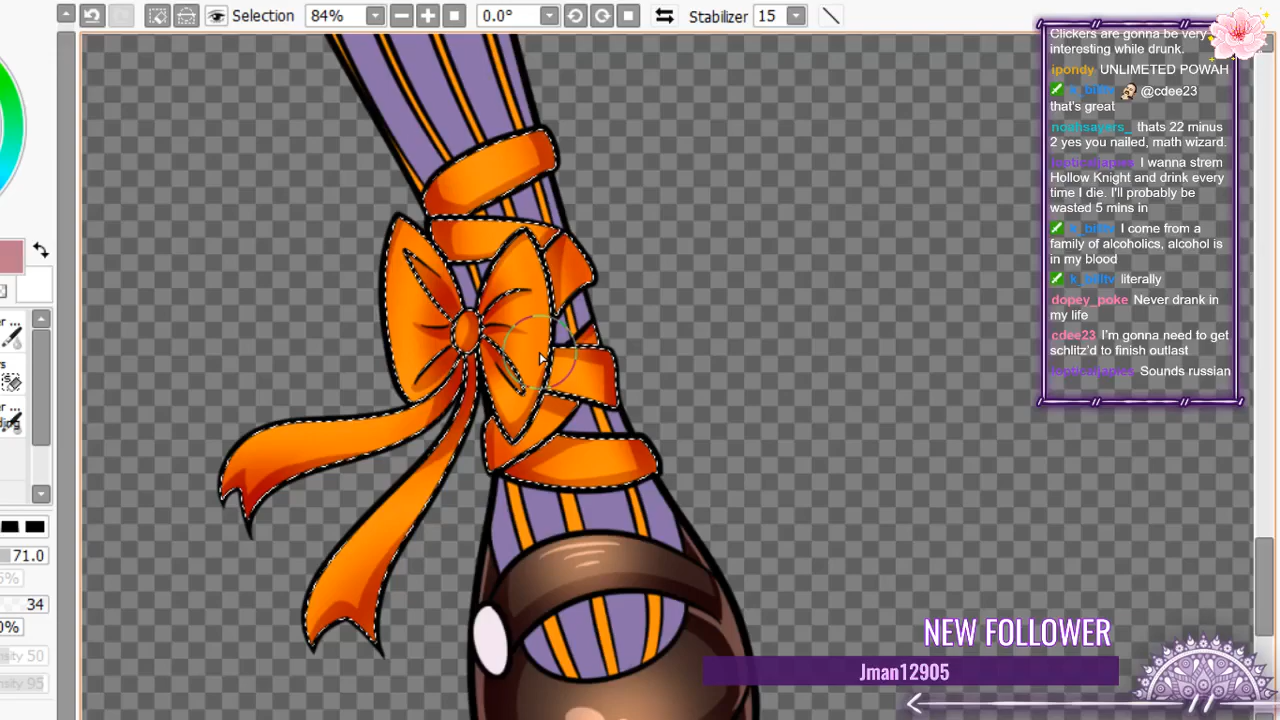 Selection
84%
0.0°
Stabilizer
15
71.0
34
50
95
Clickers are gonna be very
interesting while drunk.
ipondy UNLIMETED POWAH
@cdee23
that's great
thats 22 minus
2 yes you nailed, math wizard.
I wanna strem
Hollow Knight and drink every
time I die. I'll probably be
wasted 5 mins in
I come from a
family of alcoholics, alcohol is
in my blood
literally
dopey_poke Never drank in
my life
cdee23 I'm gonna need to get
schlitz'd to finish outlast
Sounds russian
NEW FOLLOWER
Jman12905